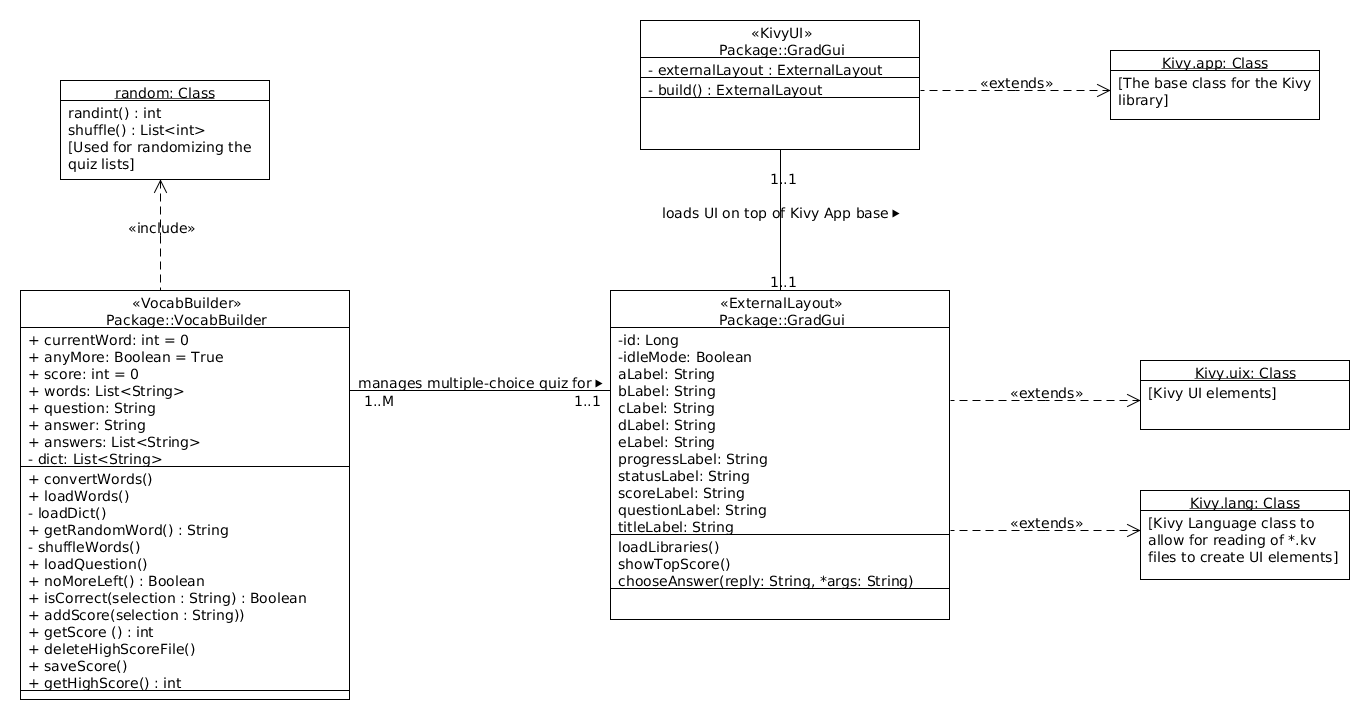 «KivyUI»
Package::GradGui
- externalLayout : ExternalLayout
- build() : ExternalLayout
«extends»
Kivy.app: Class
[The base class for the Kivy
library]
random: Class
randint() : int
shuffle() : List<int>
[Used for randomizing the
quiz lists]
«include»
1..1
loads UI on top of Kivy App base ▶
1..1
«VocabBuilder»
Package::VocabBuilder
+ currentWord: int = 0
+ anyMore: Boolean = True
+ score: int = 0
+ words: List<String>
+ question: String
+ answer: String
+ answers: List<String>
- dict: List<String>
+ convertWords()
+ loadWords()
- loadDict()
+ getRandomWord() : String
- shuffleWords()
+ loadQuestion()
+ noMoreLeft() : Boolean
+ isCorrect(selection : String) : Boolean
+ addScore(selection : String))
+ getScore () : int
+ deleteHighScoreFile()
+ saveScore()
+ getHighScore() : int
manages multiple-choice quiz for ▶
1..M
1..1
«ExternalLayout»
Package::GradGui
-id: Long
-idleMode: Boolean
aLabel: String
bLabel: String
cLabel: String
dLabel: String
eLabel: String
progressLabel: String
statusLabel: String
scoreLabel: String
questionLabel: String
titleLabel: String
loadLibraries()
showTopScore()
chooseAnswer(reply: String, *args: String)
«extends»
Kivy.uix: Class
[Kivy UI elements]
«extends»
Kivy.lang: Class
[Kivy Language class to
allow for reading of *.kv
files to create UI elements]